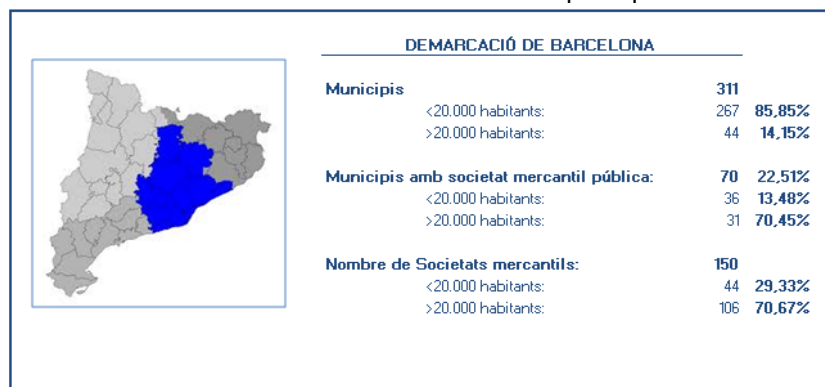 DEMARCACIÓ DE BARCELONA
Municipis 311
<20.000 habitants: 267 85,85%
>20.000 habitants: 44 14,15%
Municipis amb societat mercantil pública: 70 22,51%
<20.000 habitants: 36 13,48%
>20.000 habitants: 31 70,45%
Nombre de Societats mercantils: 150
<20.000 habitants: 44 29,33%
>20.000 habitants: 106 70,67%